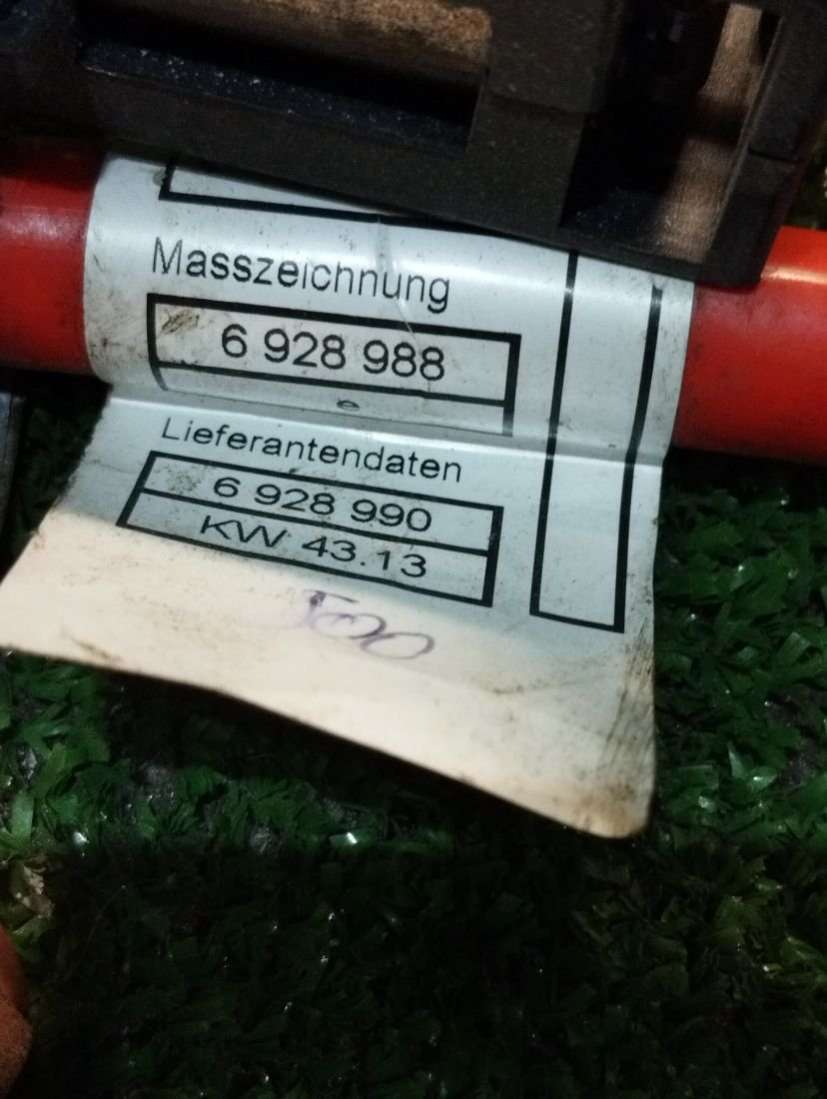 Masszeichnung
6 928 988
e
Lieferantendaten
6 928 990
KW 43.13